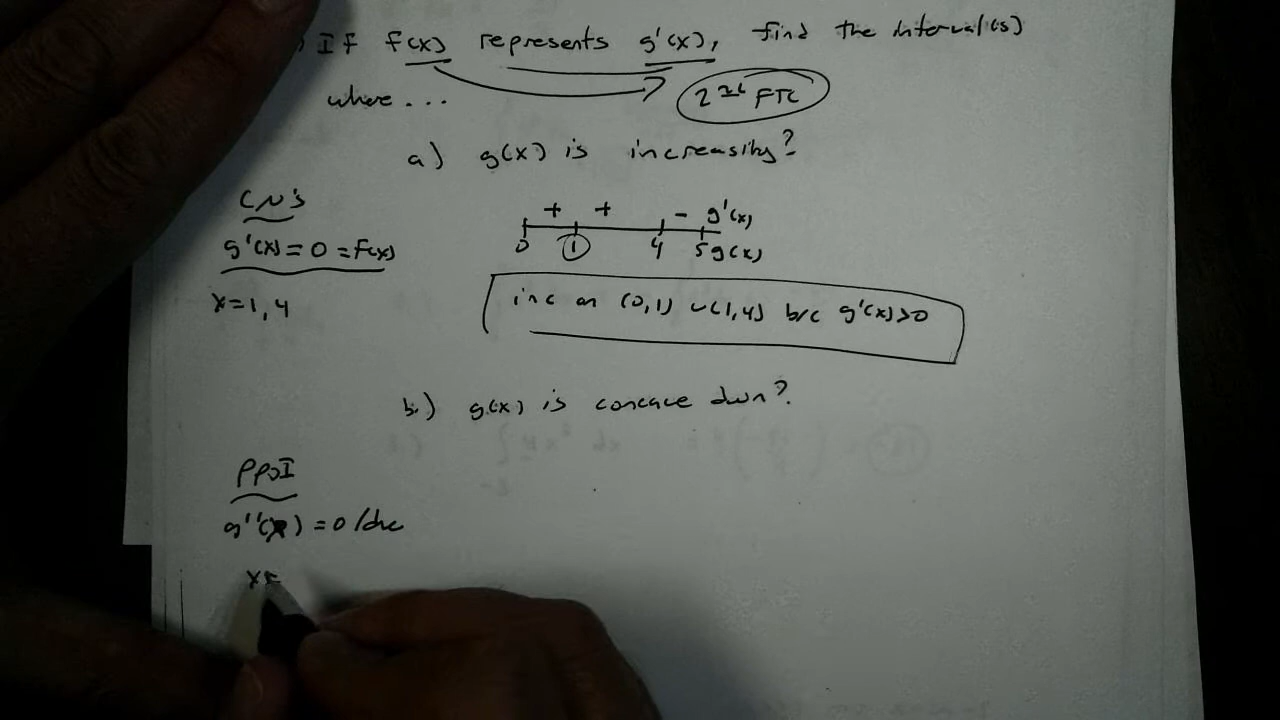 ) If f(x) represents g'(x), find the interval(s)
where ...
2nd FTC
a) g(x) is increasing?
CN's
g'(x) = 0 = f(x)
x = 1, 4
+ + - g'(x)
0 1 4 5 g(x)
inc on (0,1) ∪ (1,4) b/c g'(x) > 0
b.) g(x) is concave down?
PPOI
g''(x) = 0 / dne
x =